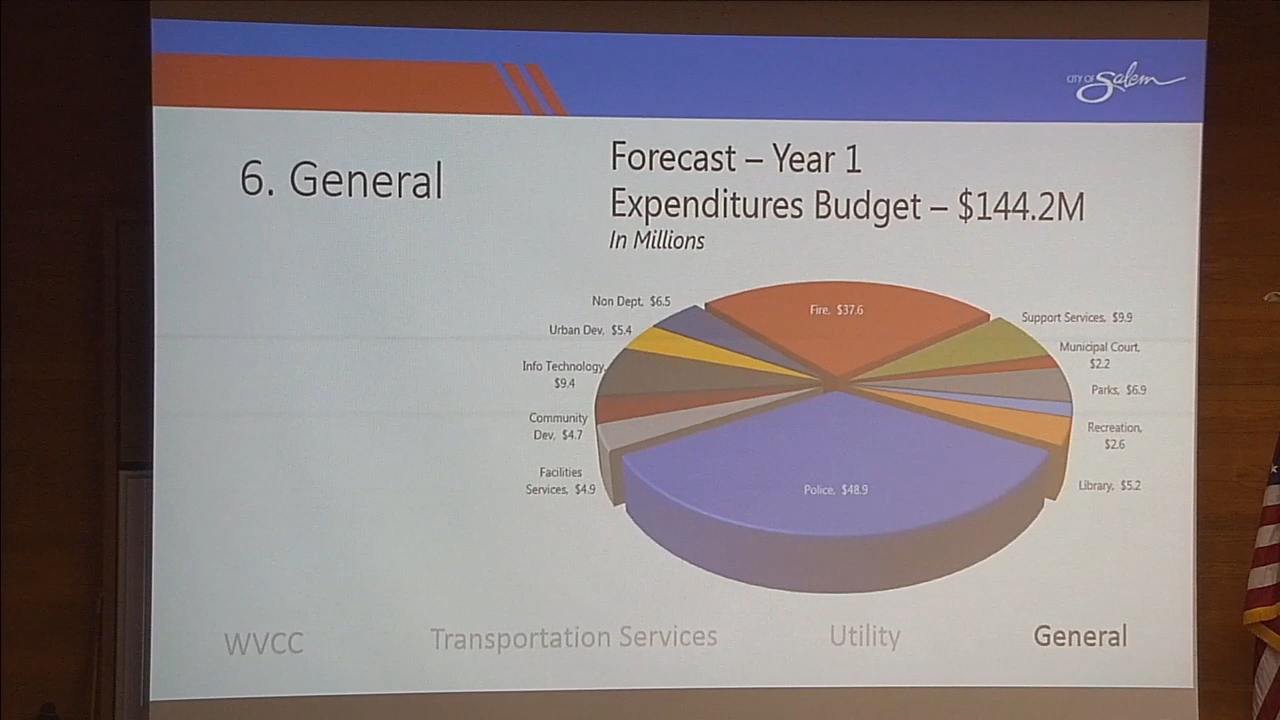 CITY OF Salem
6. General
Forecast – Year 1
Expenditures Budget – $144.2M
In Millions
Non Dept, $6.5
Urban Dev, $5.4
Info Technology,
$9.4
Community
Dev, $4.7
Facilities
Services, $4.9
Fire, $37.6
Support Services, $9.9
Municipal Court,
$2.2
Parks, $6.9
Recreation,
$2.6
Library, $5.2
Police, $48.9
WVCC
Transportation Services
Utility
General